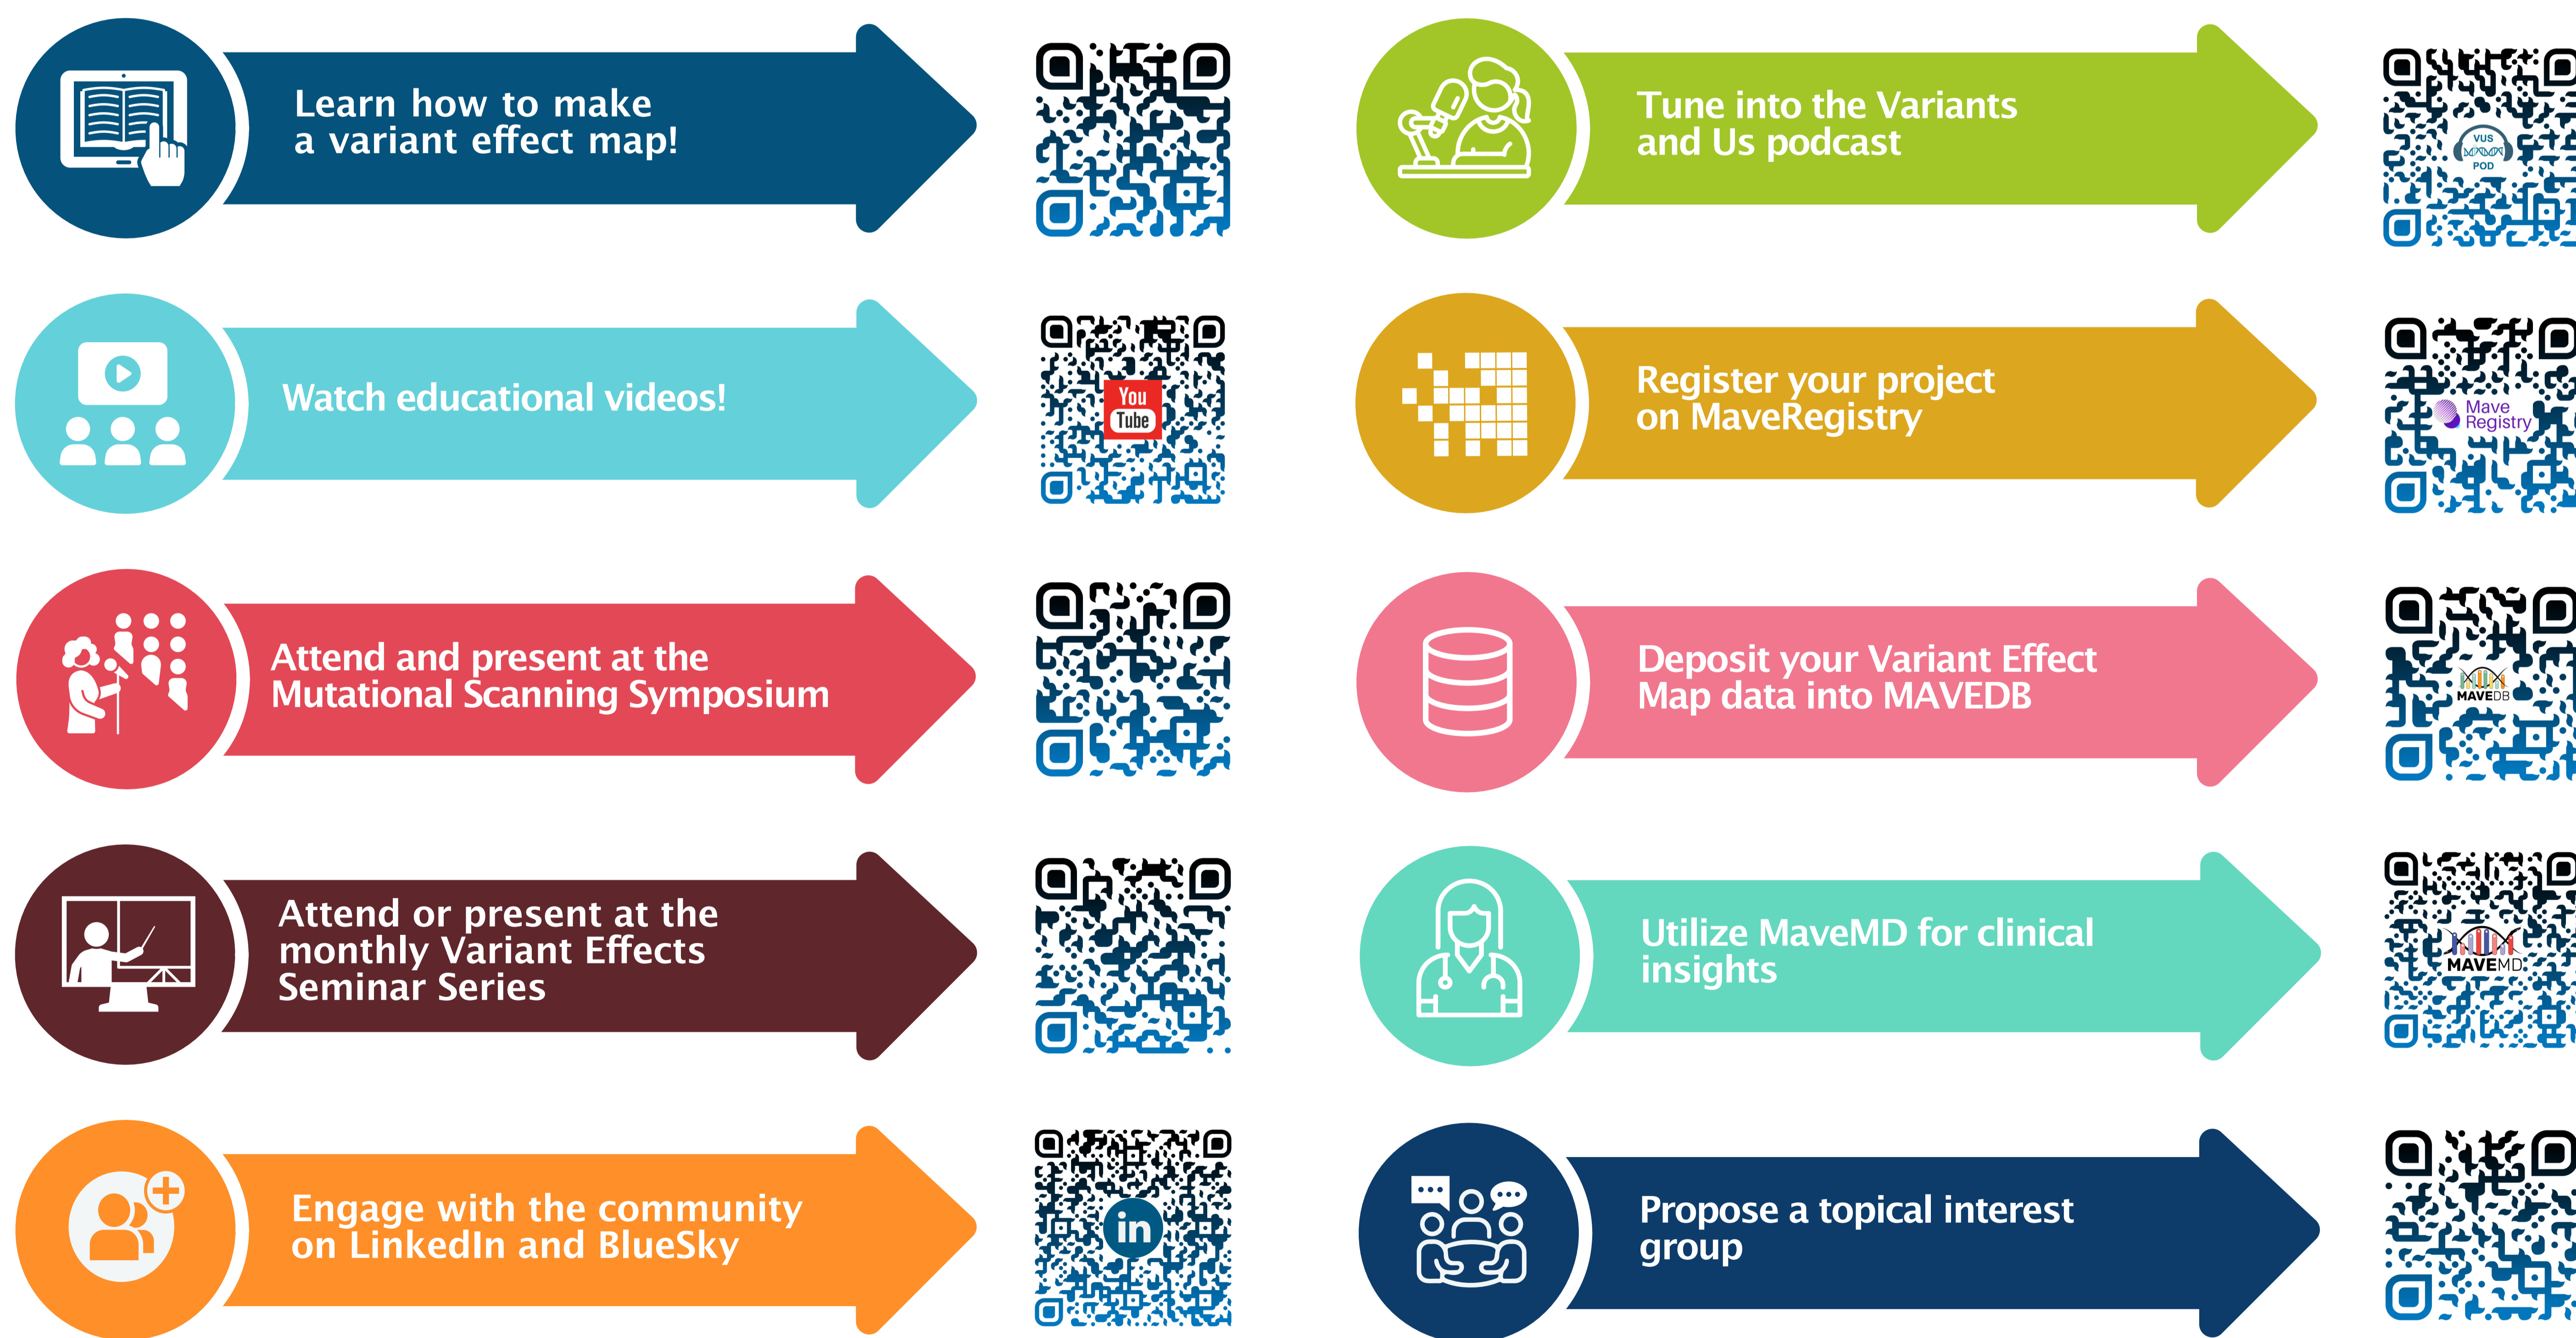 Learn how to make
a variant effect map!
Watch educational videos!
You
Tube
Attend and present at the
Mutational Scanning Symposium
Attend or present at the
monthly Variant Effects
Seminar Series
Engage with the community
on LinkedIn and BlueSky
in
Tune into the Variants
and Us podcast
VUS
POD
Register your project
on MaveRegistry
Mave
Registry
Deposit your Variant Effect
Map data into MAVEDB
MAVEDB
Utilize MaveMD for clinical
insights
MAVEMD
Propose a topical interest
group